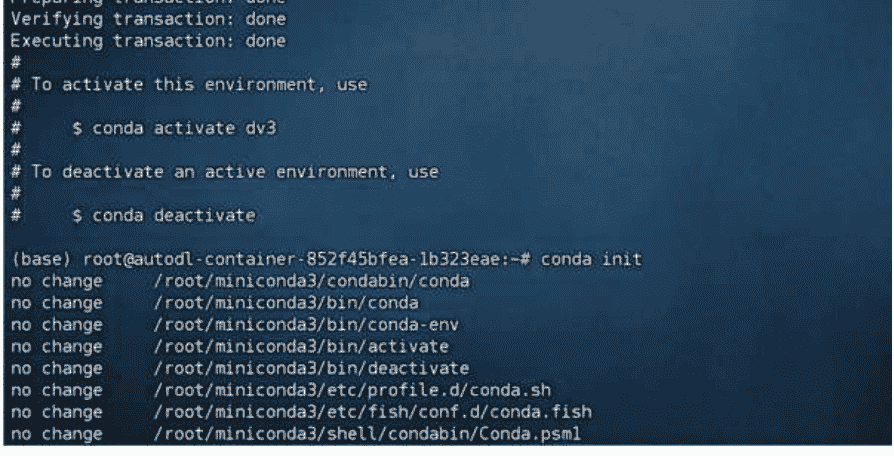 Preparing transaction: done
Verifying transaction: done
Executing transaction: done
#
# To activate this environment, use
#
#     $ conda activate dv3
#
# To deactivate an active environment, use
#
#     $ conda deactivate
(base) root@autodl-container-852f45bfea-1b323eae:~# conda init
no change     /root/miniconda3/condabin/conda
no change     /root/miniconda3/bin/conda
no change     /root/miniconda3/bin/conda-env
no change     /root/miniconda3/bin/activate
no change     /root/miniconda3/bin/deactivate
no change     /root/miniconda3/etc/profile.d/conda.sh
no change     /root/miniconda3/etc/fish/conf.d/conda.fish
no change     /root/miniconda3/shell/condabin/Conda.psm1